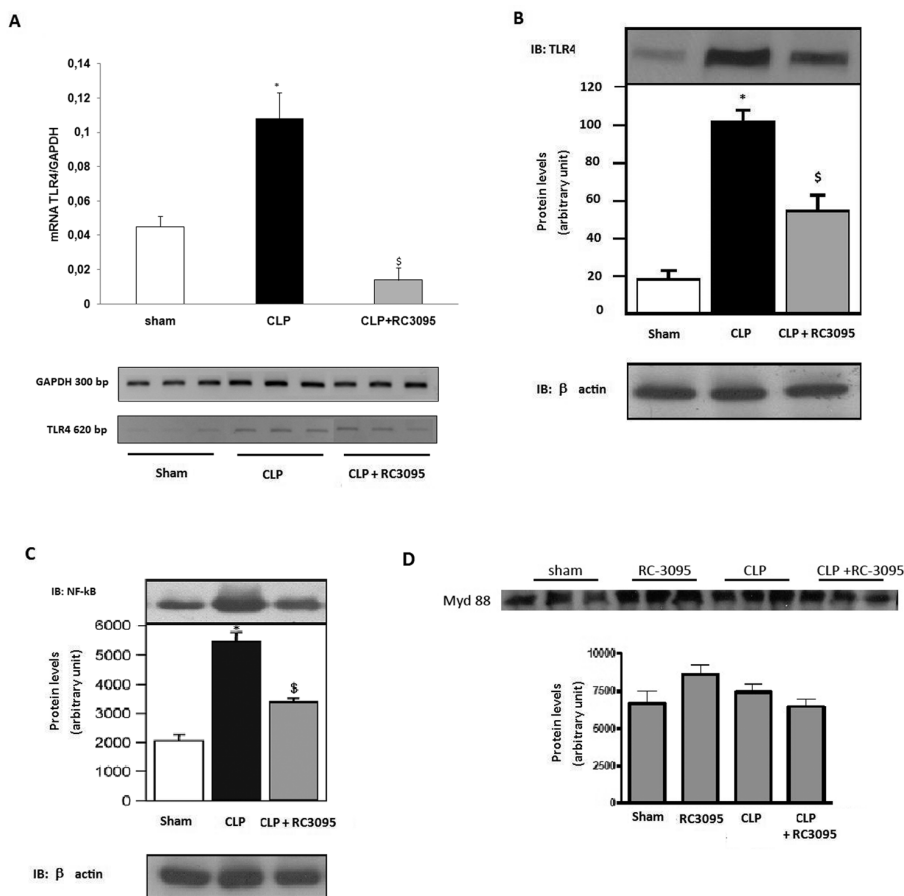 A
0,14
0,12
0,1
0,08
0,06
0,04
0,02
0
mRNA TLR4/GAPDH
*
$
sham CLP CLP+RC3095
GAPDH 300 bp
TLR4 620 bp
Sham CLP CLP + RC3095
B
IB: TLR4
120
100
80
60
40
20
0
Protein levels
(arbitrary unit)
*
$
Sham CLP CLP + RC3095
IB: β actin
C
IB: NF-kB
6000
5000
4000
3000
2000
1000
0
Protein levels
(arbitrary unit)
*
$
Sham CLP CLP + RC3095
IB: β actin
D
sham RC-3095 CLP CLP +RC-3095
Myd 88
10000
7500
5000
2500
0
Protein levels
(arbitrary unit)
Sham RC3095 CLP CLP
+ RC3095